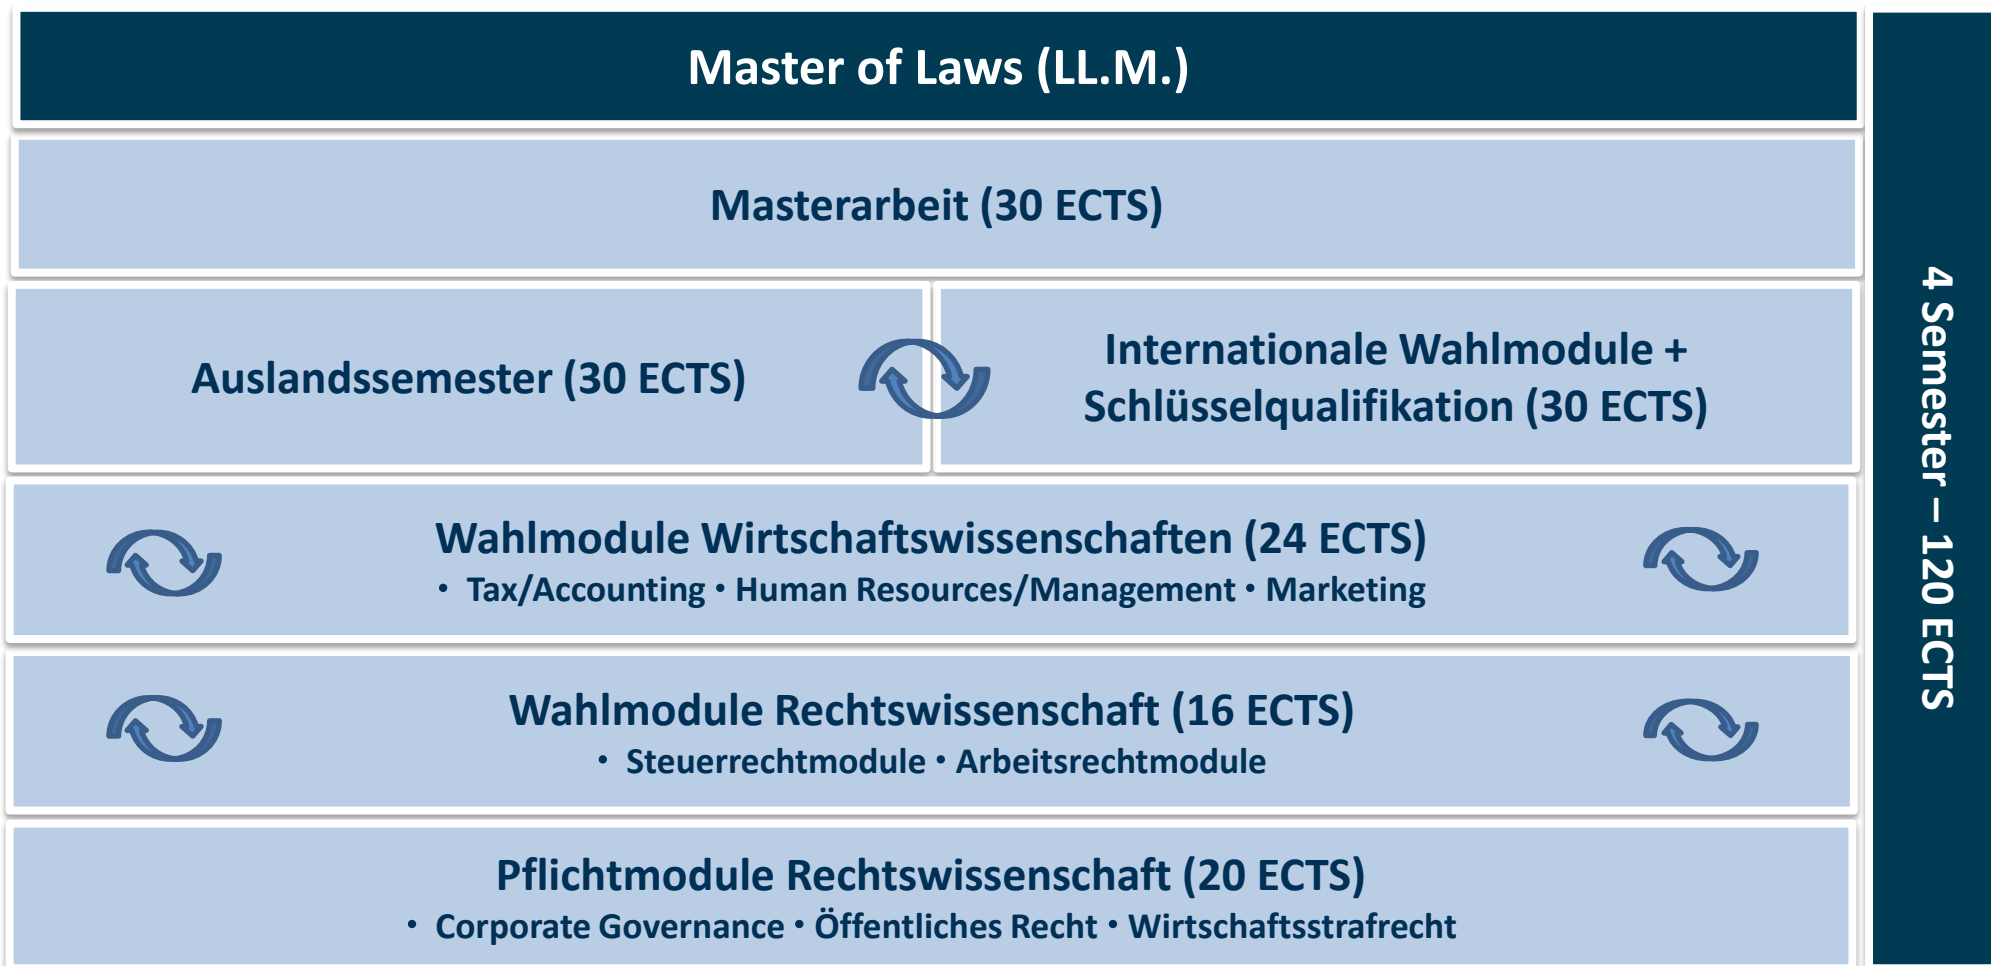 Master of Laws (LL.M.)
Masterarbeit (30 ECTS)
Auslandssemester (30 ECTS)
Internationale Wahlmodule +
Schlüsselqualifikation (30 ECTS)
Wahlmodule Wirtschaftswissenschaften (24 ECTS)
• Tax/Accounting • Human Resources/Management • Marketing
Wahlmodule Rechtswissenschaft (16 ECTS)
• Steuerrechtmodule • Arbeitsrechtmodule
Pflichtmodule Rechtswissenschaft (20 ECTS)
• Corporate Governance • Öffentliches Recht • Wirtschaftsstrafrecht
4 Semester – 120 ECTS